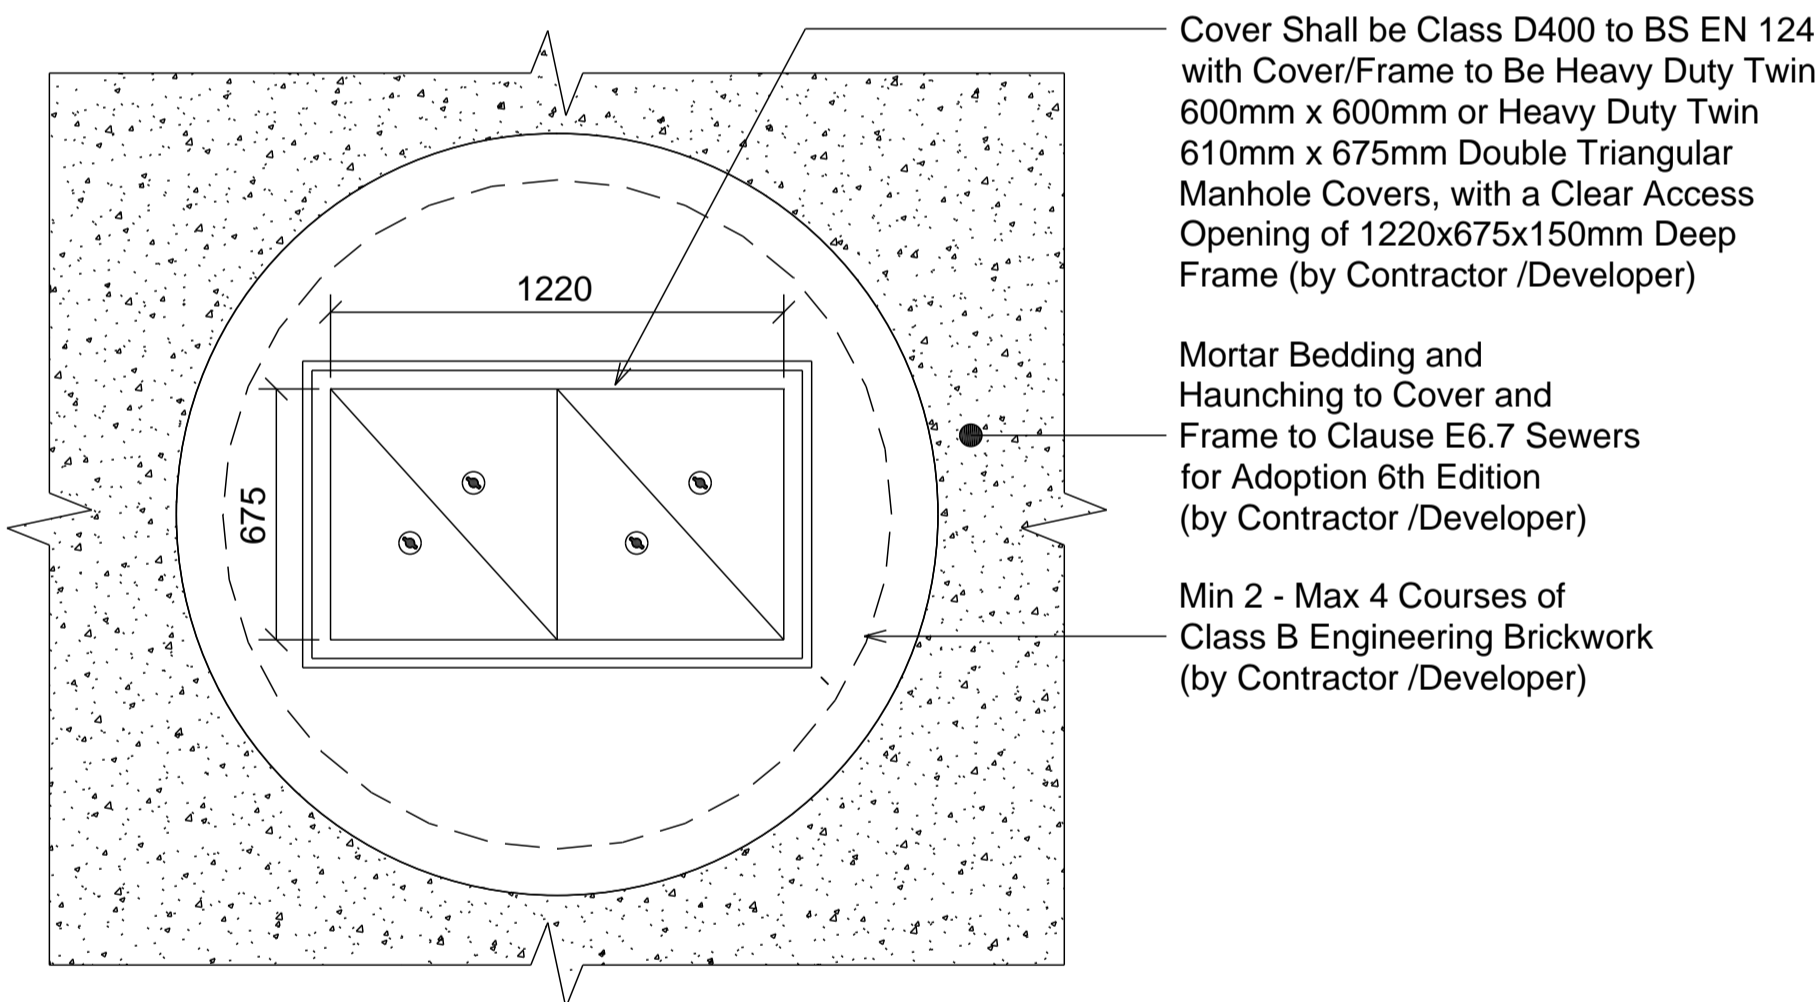 Cover Shall be Class D400 to BS EN 124
with Cover/Frame to Be Heavy Duty Twin
600mm x 600mm or Heavy Duty Twin
610mm x 675mm Double Triangular
Manhole Covers, with a Clear Access
Opening of 1220x675x150mm Deep
Frame (by Contractor /Developer)
1220
Mortar Bedding and
Haunching to Cover and
Frame to Clause E6.7 Sewers
for Adoption 6th Edition
(by Contractor /Developer)
675
Min 2 - Max 4 Courses of
Class B Engineering Brickwork
(by Contractor /Developer)